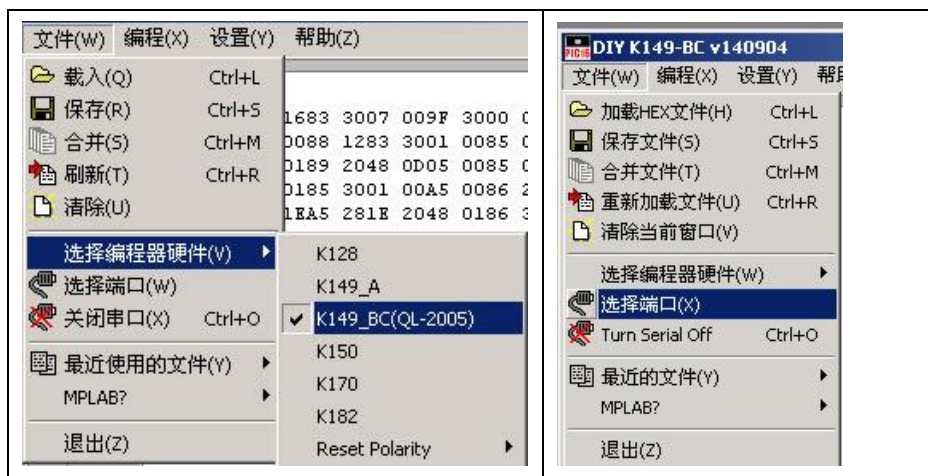 文件(W) 编程(X) 设置(Y) 帮助(Z)
载入(Q) Ctrl+L
保存(R) Ctrl+S
合并(S) Ctrl+M
刷新(T) Ctrl+R
清除(U)
选择编程器硬件(V)
选择端口(W)
关闭串口(X) Ctrl+O
最近使用的文件(Y)
MPLAB?
退出(Z)
1683 3007 009F 3000
0088 1283 3001 0085
0189 2048 0D05 0085
0185 3001 00A5 0086 2
1EA5 281E 2048 0186 3
K128
K149_A
K149_BC(QL-2005)
K150
K170
K182
Reset Polarity
PIC16 DIY K149-BC v140904
文件(W) 编程(X) 设置(Y)
加载HEX文件(H) Ctrl+L
保存文件(S) Ctrl+S
合并文件(T) Ctrl+M
重新加载文件(U) Ctrl+R
清除当前窗口(V)
选择编程器硬件(W)
选择端口(X)
Turn Serial Off Ctrl+O
最近的文件(Y)
MPLAB?
退出(Z)